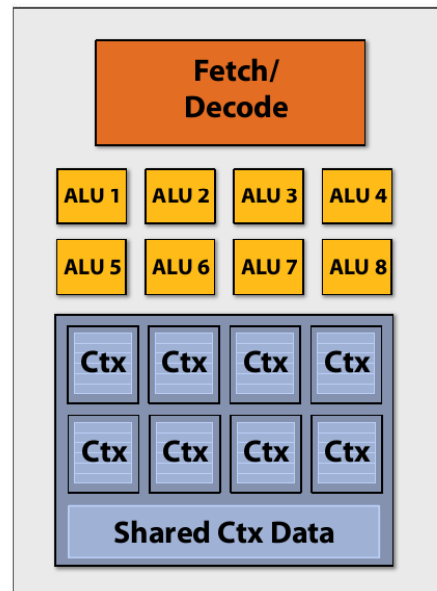 Fetch/
Decode
ALU 1 ALU 2 ALU 3 ALU 4
ALU 5 ALU 6 ALU 7 ALU 8
Ctx Ctx Ctx Ctx
Ctx Ctx Ctx Ctx
Shared Ctx Data